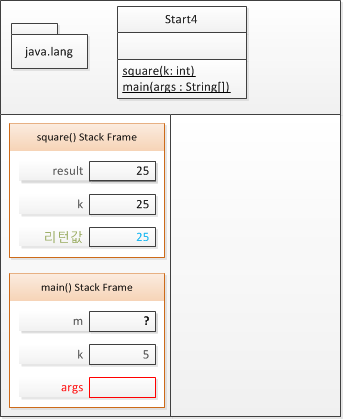 java.lang
Start4
square(k: int)
main(args : String[])
square() Stack Frame
result 25
k 25
리턴값 25
main() Stack Frame
m ?
k 5
args